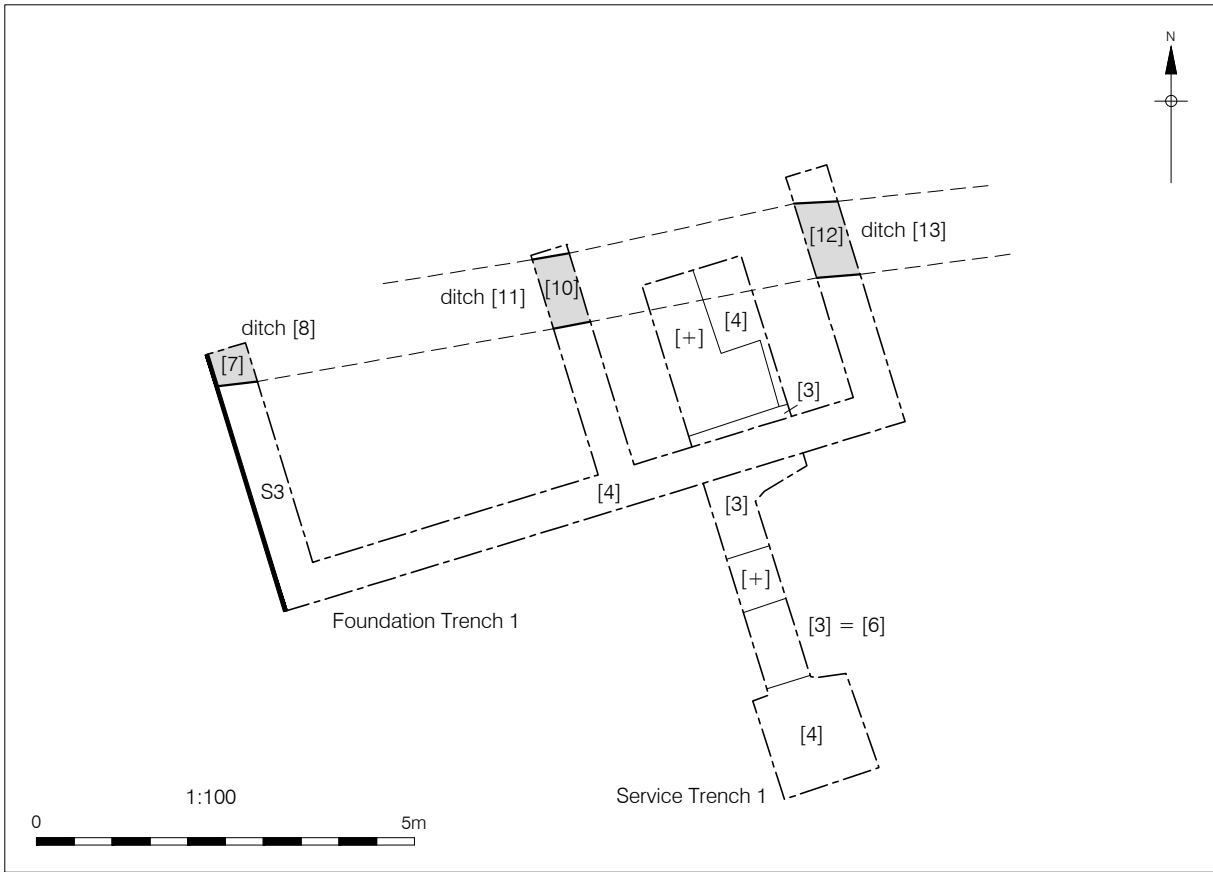 N
[12]
ditch [13]
[10]
ditch [11]
[4]
ditch [8]
[+]
[7]
[3]
S3
[4]
[3]
[+]
Foundation Trench 1
[3] = [6]
[4]
Service Trench 1
1:100
0 5m